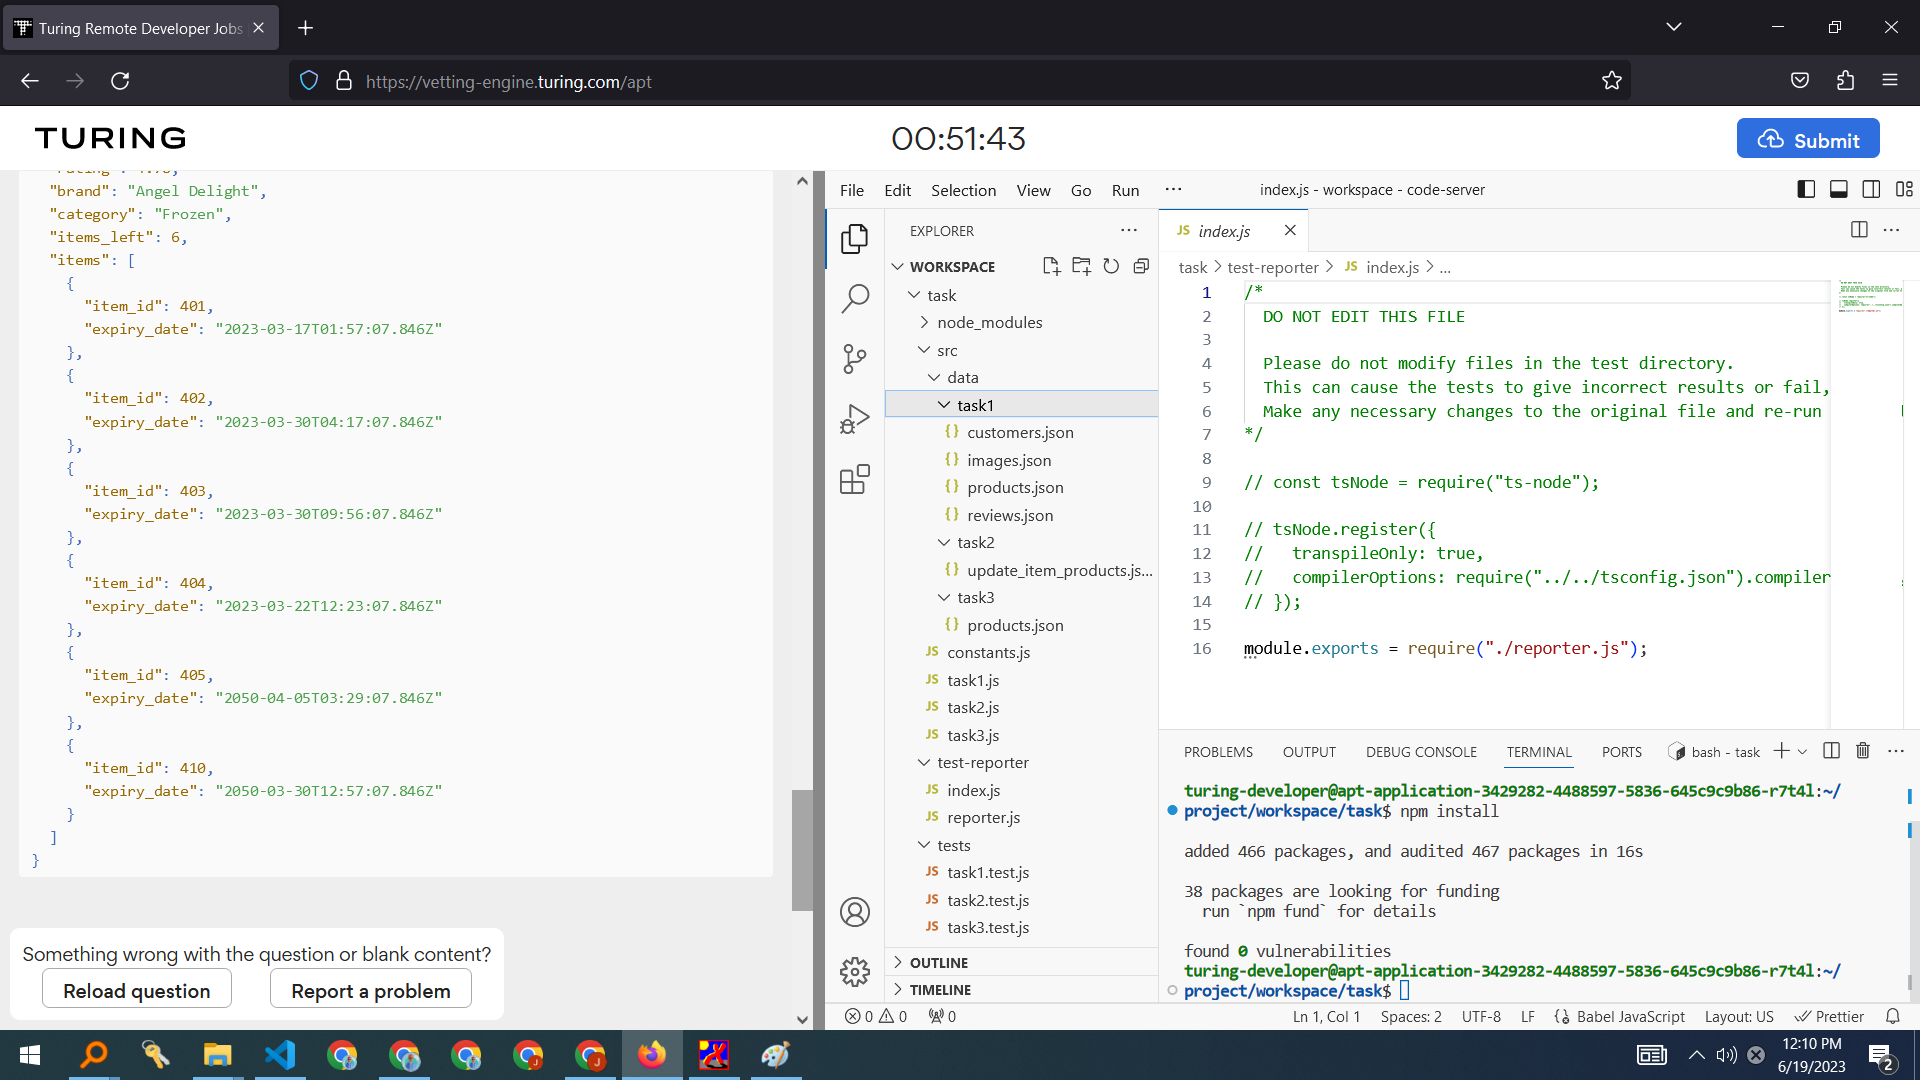 Turing Remote Developer Jobs
https://vetting-engine.turing.com/apt
TURING
00:51:43
Submit
"brand": "Angel Delight",
"category": "Frozen",
"items_left": 6,
"items": [
{
"item_id": 401,
"expiry_date": "2023-03-17T01:57:07.846Z"
},
{
"item_id": 402,
"expiry_date": "2023-03-30T04:17:07.846Z"
},
{
"item_id": 403,
"expiry_date": "2023-03-30T09:56:07.846Z"
},
{
"item_id": 404,
"expiry_date": "2023-03-22T12:23:07.846Z"
},
{
"item_id": 405,
"expiry_date": "2050-04-05T03:29:07.846Z"
},
{
"item_id": 410,
"expiry_date": "2050-03-30T12:57:07.846Z"
}
]
}
Something wrong with the question or blank content?
Reload question
Report a problem
File Edit Selection View Go Run ···
index.js - workspace - code-server
EXPLORER
WORKSPACE
task
node_modules
src
data
task1
customers.json
images.json
products.json
reviews.json
task2
update_item_products.js...
task3
products.json
constants.js
task1.js
task2.js
task3.js
test-reporter
index.js
reporter.js
tests
task1.test.js
task2.test.js
task3.test.js
OUTLINE
TIMELINE
JS index.js
task > test-reporter > JS index.js > ...
1 /*
2 DO NOT EDIT THIS FILE
3
4 Please do not modify files in the test directory.
5 This can cause the tests to give incorrect results or fail,
6 Make any necessary changes to the original file and re-run
7 */
8
9 // const tsNode = require("ts-node");
10
11 // tsNode.register({
12 // transpileOnly: true,
13 // compilerOptions: require("../../tsconfig.json").compiler
14 // });
15
16 module.exports = require("./reporter.js");
PROBLEMS OUTPUT DEBUG CONSOLE TERMINAL PORTS bash - task
turing-developer@apt-application-3429282-4488597-5836-645c9c9b86-r7t4l:~/
project/workspace/task$ npm install
added 466 packages, and audited 467 packages in 16s
38 packages are looking for funding
run `npm fund` for details
found 0 vulnerabilities
turing-developer@apt-application-3429282-4488597-5836-645c9c9b86-r7t4l:~/
project/workspace/task$
0 0 0
Ln 1, Col 1 Spaces: 2 UTF-8 LF Babel JavaScript Layout: US Prettier
12:10 PM
6/19/2023
2